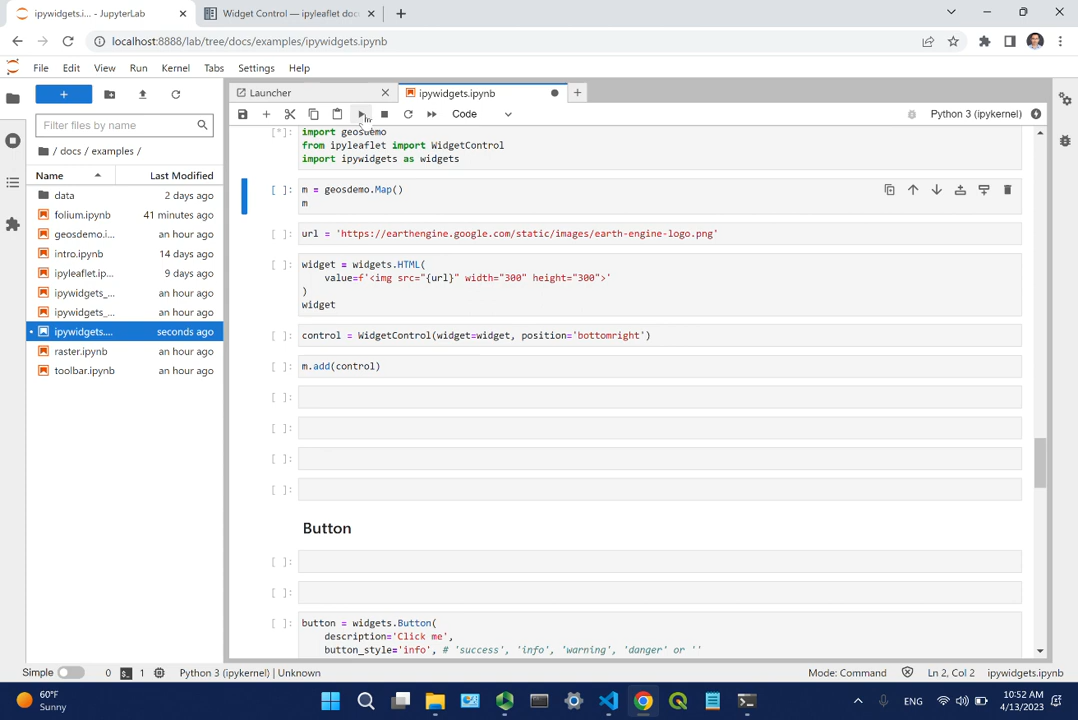 ipywidgets.i... - JupyterLab
Widget Control — ipyleaflet doc
localhost:8888/lab/tree/docs/examples/ipywidgets.ipynb
File Edit View Run Kernel Tabs Settings Help
Launcher
ipywidgets.ipynb
Code
Python 3 (ipykernel)
Filter files by name
/ docs / examples /
Name
Last Modified
data 2 days ago
folium.ipynb 41 minutes ago
geosdemo.i... an hour ago
intro.ipynb 14 days ago
ipyleaflet.ip... 9 days ago
ipywidgets_... an hour ago
ipywidgets_... an hour ago
ipywidgets.... seconds ago
raster.ipynb an hour ago
toolbar.ipynb an hour ago
[*]: import geosdemo
from ipyleaflet import WidgetControl
import ipywidgets as widgets
[ ]: m = geosdemo.Map()
m
[ ]: url = 'https://earthengine.google.com/static/images/earth-engine-logo.png'
[ ]: widget = widgets.HTML(
value=f'<img src="{url}" width="300" height="300">'
)
widget
[ ]: control = WidgetControl(widget=widget, position='bottomright')
[ ]: m.add(control)
[ ]:
[ ]:
[ ]:
[ ]:
Button
[ ]:
[ ]:
[ ]: button = widgets.Button(
description='Click me',
button_style='info', # 'success', 'info', 'warning', 'danger' or ''
Simple 0 1 Python 3 (ipykernel) | Unknown
Mode: Command
Ln 2, Col 2
ipywidgets.ipynb
60°F
Sunny
ENG
10:52 AM
4/13/2023